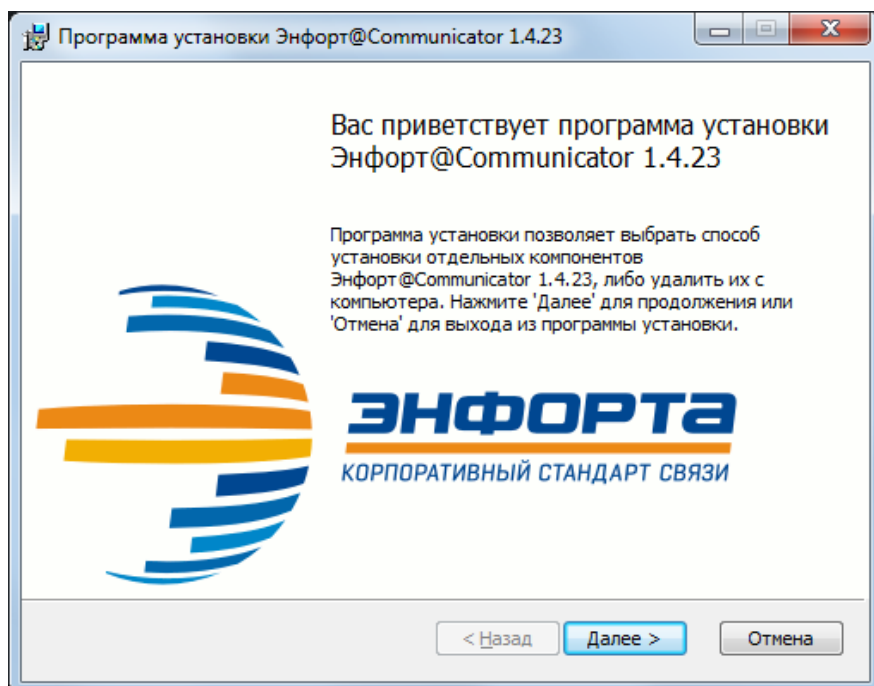 Программа установки Энфорт@Communicator 1.4.23
Вас приветствует программа установки
Энфорт@Communicator 1.4.23
Программа установки позволяет выбрать способ
установки отдельных компонентов
Энфорт@Communicator 1.4.23, либо удалить их с
компьютера. Нажмите 'Далее' для продолжения или
'Отмена' для выхода из программы установки.
ЭНФОРТА
КОРПОРАТИВНЫЙ СТАНДАРТ СВЯЗИ
< Назад Далее > Отмена